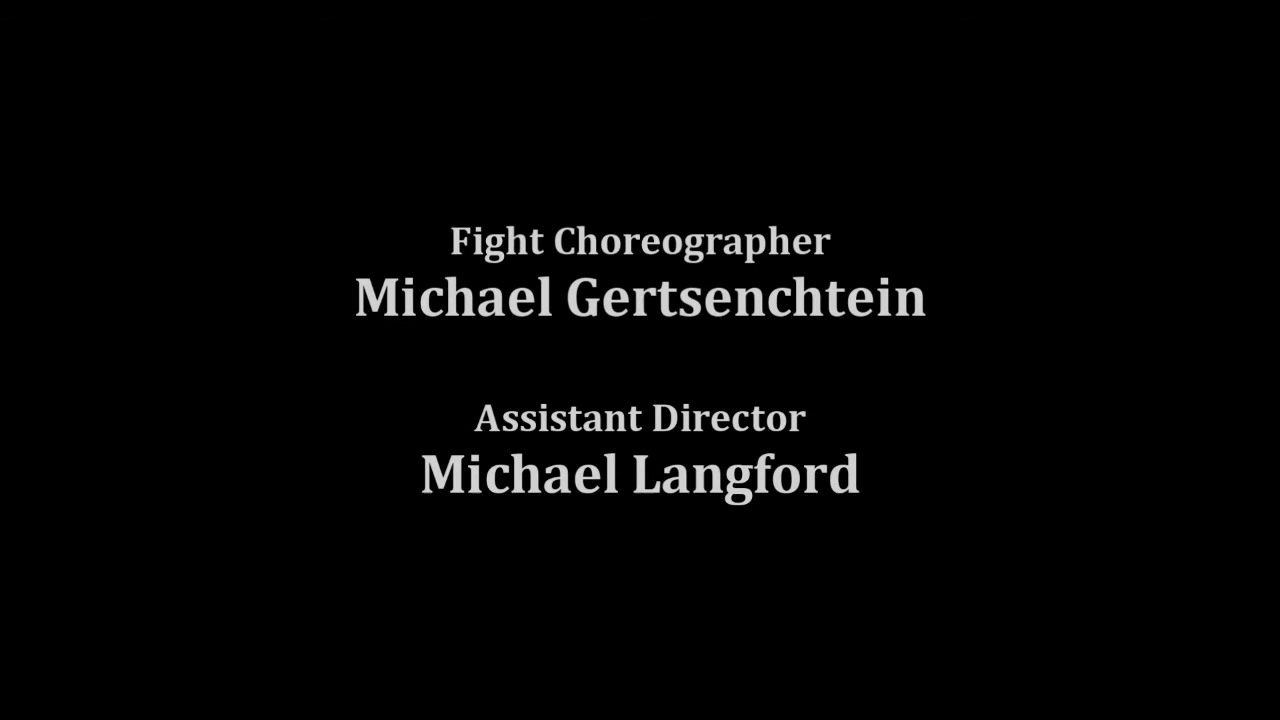 Fight Choreographer
Michael Gertsenchtein
Assistant Director
Michael Langford